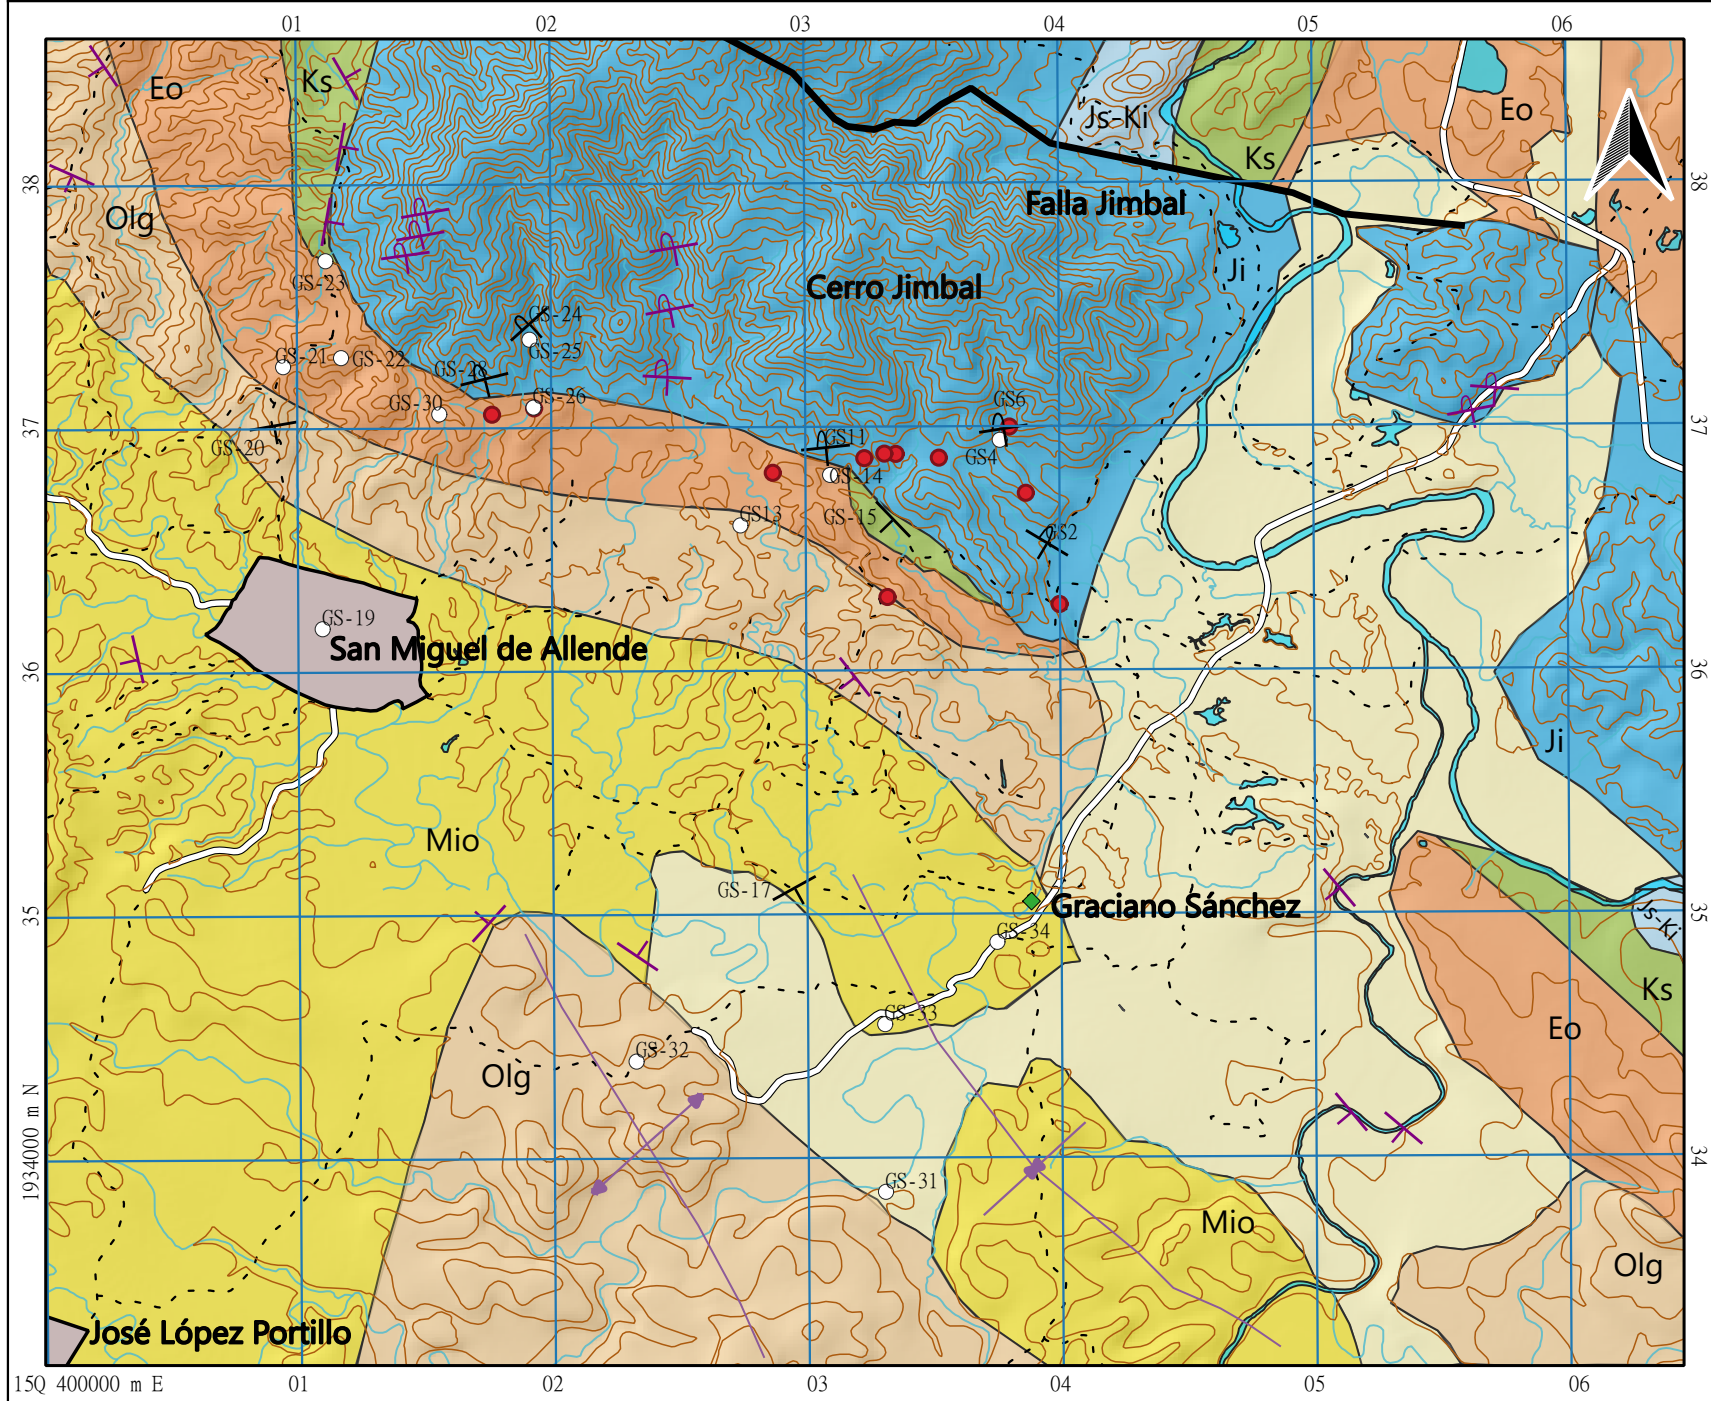 01 02 03 04 05 06
Eo
Ks
Eo
Js-Ki
Ks
38
38
Falla Jimbal
Olg
Ji
GS-23
Cerro Jimbal
GS-24
GS-25
GS-21
GS-22
GS-28
GS-26
GS-30
GS6
37
37
GS-20
GS11
GS4
GS-14
GS13
GS-15
GS2
GS-19
San Miguel de Allende
36
36
Ji
Mio
GS-17
Graciano Sánchez
35
35
Js-Ki
GS-34
Ks
GS-33
Eo
GS-32
Olg
1934000 m N
34
GS-31
Mio
Olg
José López Portillo
15Q 400000 m E 01 02 03 04 05 06